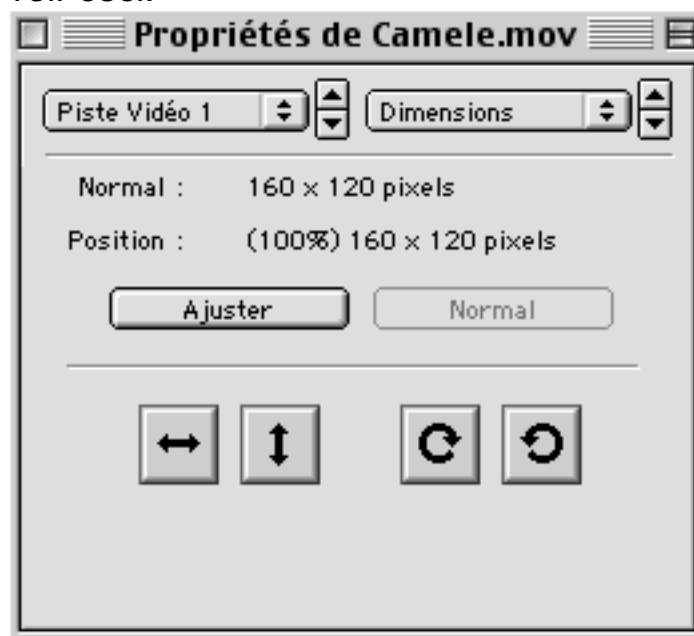 Propriétés de Camele.mov
Piste Vidéo 1 Dimensions
Normal : 160 x 120 pixels
Position : (100%) 160 x 120 pixels
Ajuster Normal